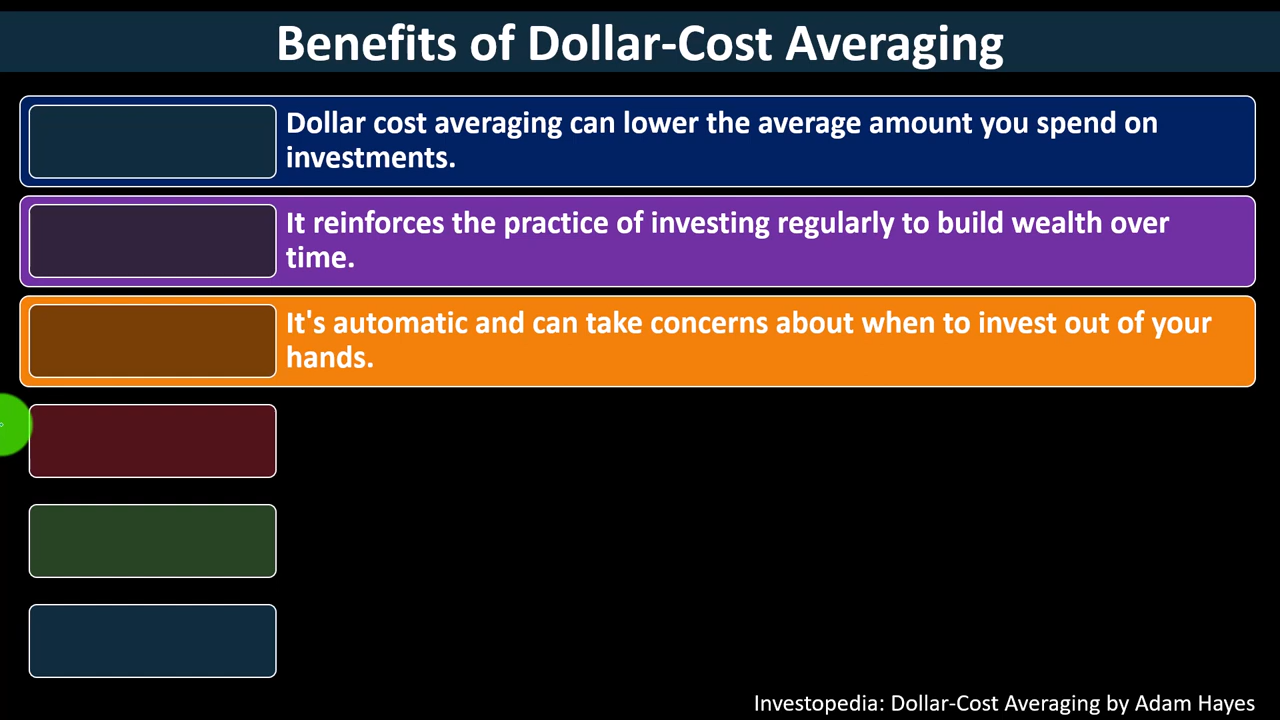 Benefits of Dollar-Cost Averaging
Dollar cost averaging can lower the average amount you spend on
investments.
It reinforces the practice of investing regularly to build wealth over
time.
It's automatic and can take concerns about when to invest out of your
hands.
Investopedia: Dollar-Cost Averaging by Adam Hayes